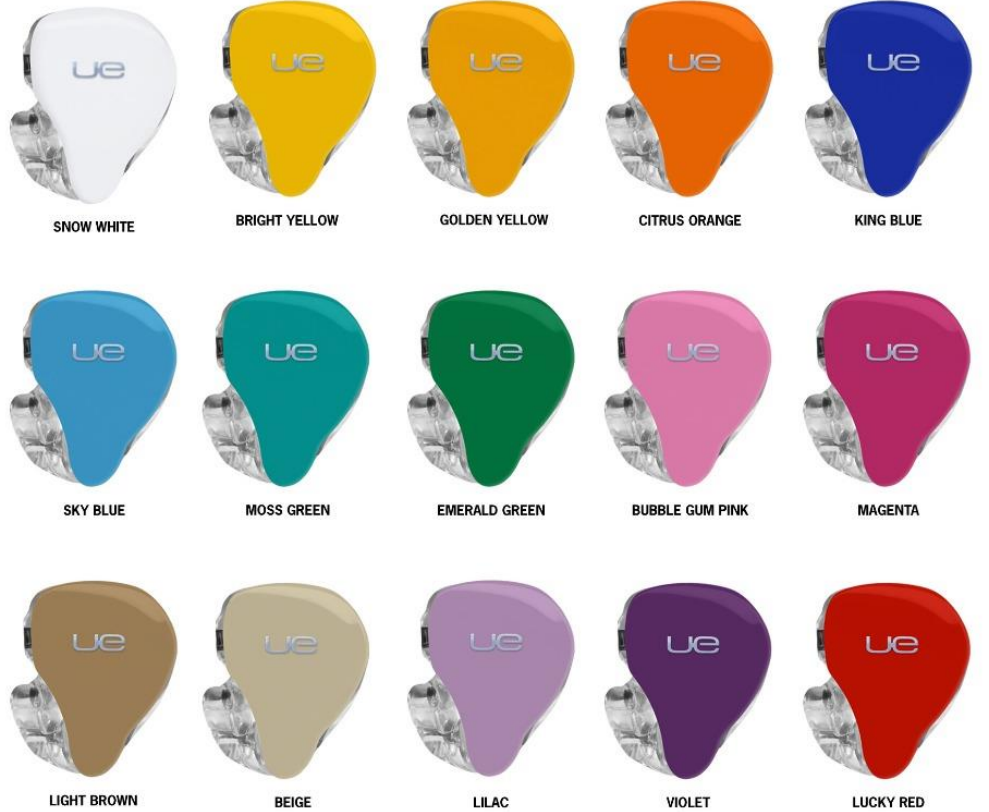 ue ue ue ue ue
SNOW WHITE BRIGHT YELLOW GOLDEN YELLOW CITRUS ORANGE KING BLUE
ue ue ue ue ue
SKY BLUE MOSS GREEN EMERALD GREEN BUBBLE GUM PINK MAGENTA
ue ue ue ue ue
LIGHT BROWN BEIGE LILAC VIOLET LUCKY RED